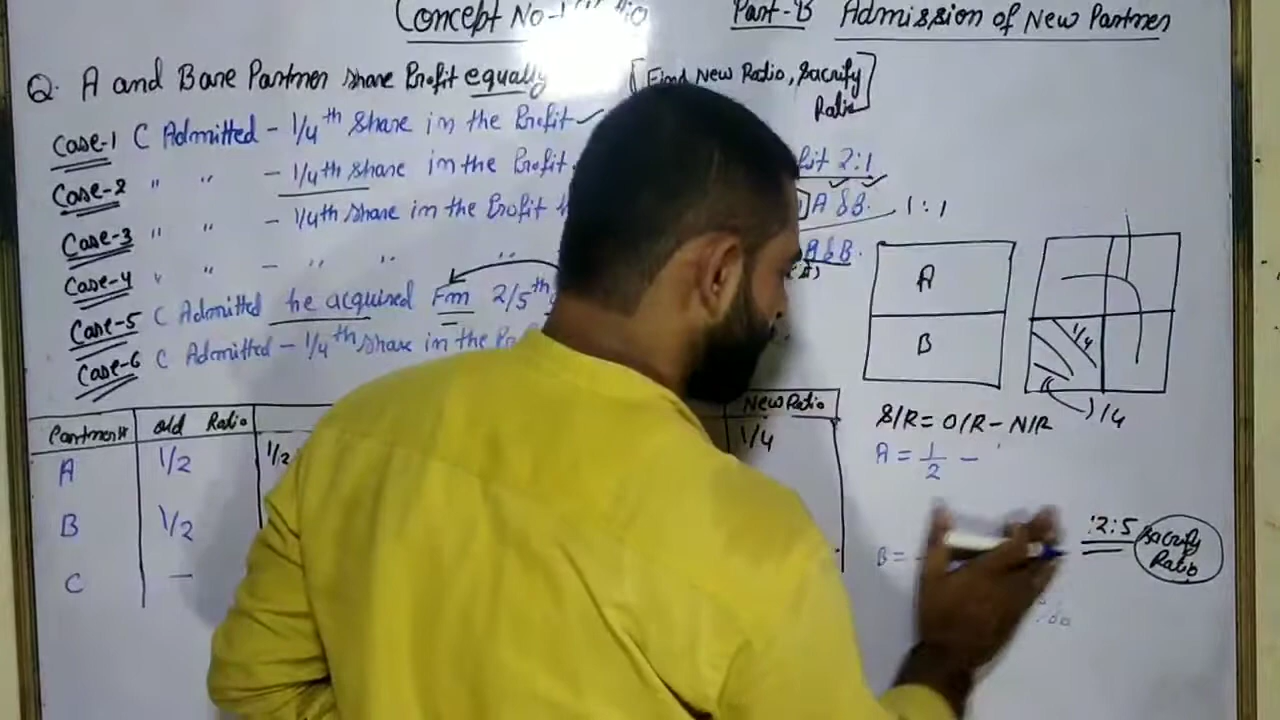 Concept No-1
Part-B Admission of New Partner
Q. A and B are Partner share Profit equally [Find New Ratio, Sacrify Ratio]
Case-1 C Admitted - 1/4th share in the Profit
Case-2 " " - 1/4th share in the Profit 2:1
Case-3 " " - 1/4th share in the Profit A & B. 1:1
Case-4 " " - " " " A & B.
Case-5 C Admitted he acquired Fm 2/5th
Case-6 C Admitted - 1/4th share in the
A
B
1/4
1/4
Partners Old Ratio New Ratio
A 1/2 1/2 1/4
B 1/2
C —
S/R = O/R - N/R
A = 1/2 -
B =
:2:5 Sacrify Ratio